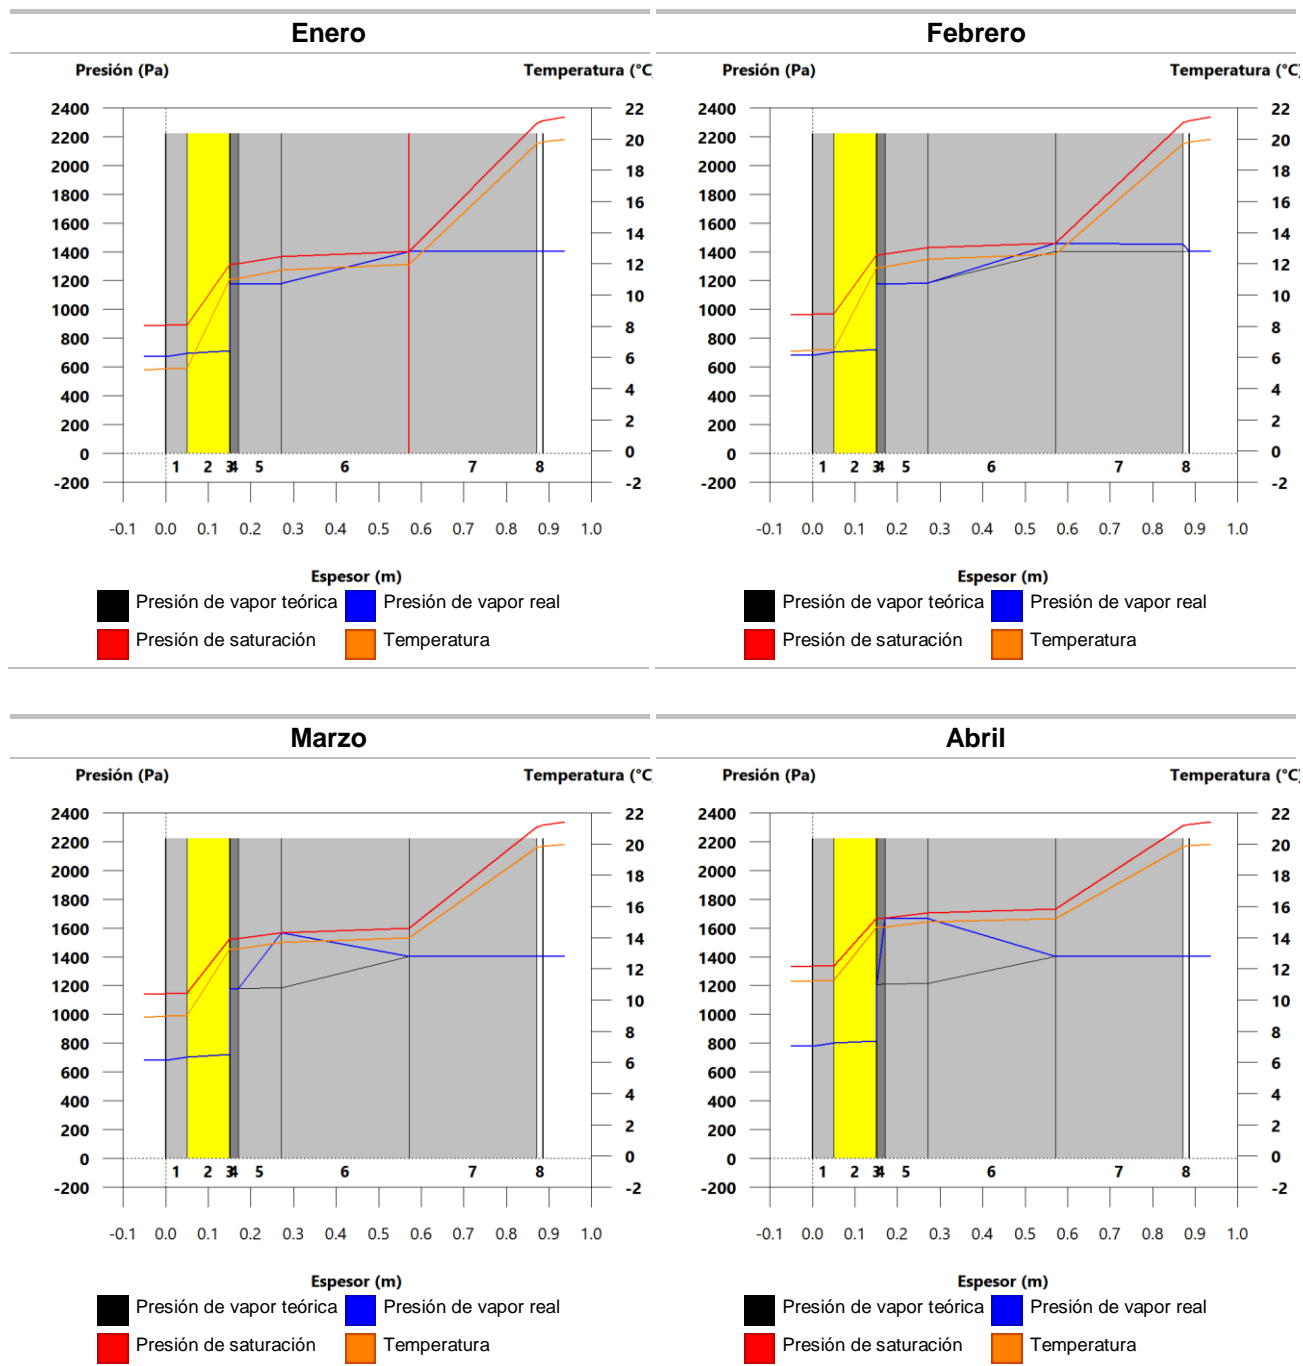 Enero
Presión (Pa) Temperatura (°C
2400 22
2200 20
2000 18
1800 16
1600 14
1400 12
1200 10
1000 8
800 6
600 4
400 2
200 0
0 -2
-200
1 2 3 4 5 6 7 8
-0.1 0.0 0.1 0.2 0.3 0.4 0.5 0.6 0.7 0.8 0.9 1.0
Espesor (m)
Presión de vapor teórica Presión de vapor real
Presión de saturación Temperatura
Febrero
Presión (Pa) Temperatura (°C
2400 22
2200 20
2000 18
1800 16
1600 14
1400 12
1200 10
1000 8
800 6
600 4
400 2
200 0
0 -2
-200
1 2 3 4 5 6 7 8
-0.1 0.0 0.1 0.2 0.3 0.4 0.5 0.6 0.7 0.8 0.9 1.0
Espesor (m)
Presión de vapor teórica Presión de vapor real
Presión de saturación Temperatura
Marzo
Presión (Pa) Temperatura (°C
2400 22
2200 20
2000 18
1800 16
1600 14
1400 12
1200 10
1000 8
800 6
600 4
400 2
200 0
0 -2
-200
1 2 3 4 5 6 7 8
-0.1 0.0 0.1 0.2 0.3 0.4 0.5 0.6 0.7 0.8 0.9 1.0
Espesor (m)
Presión de vapor teórica Presión de vapor real
Presión de saturación Temperatura
Abril
Presión (Pa) Temperatura (°C
2400 22
2200 20
2000 18
1800 16
1600 14
1400 12
1200 10
1000 8
800 6
600 4
400 2
200 0
0 -2
-200
1 2 3 4 5 6 7 8
-0.1 0.0 0.1 0.2 0.3 0.4 0.5 0.6 0.7 0.8 0.9 1.0
Espesor (m)
Presión de vapor teórica Presión de vapor real
Presión de saturación Temperatura